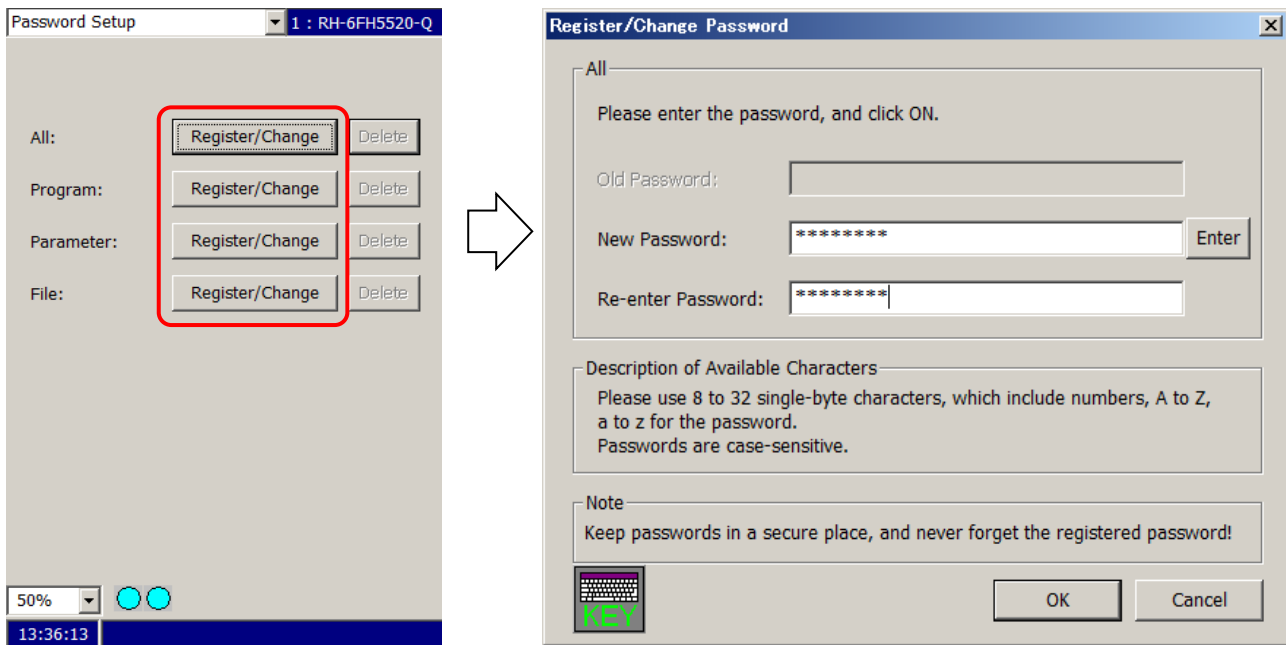 Password Setup
1 : RH-6FH5520-Q
All:
Register/Change
Delete
Program:
Register/Change
Delete
Parameter:
Register/Change
Delete
File:
Register/Change
Delete
50%
13:36:13
Register/Change Password
All
Please enter the password, and click ON.
Old Password:
New Password:
********
Enter
Re-enter Password:
********
Description of Available Characters
Please use 8 to 32 single-byte characters, which include numbers, A to Z,
a to z for the password.
Passwords are case-sensitive.
Note
Keep passwords in a secure place, and never forget the registered password!
KEY
OK
Cancel